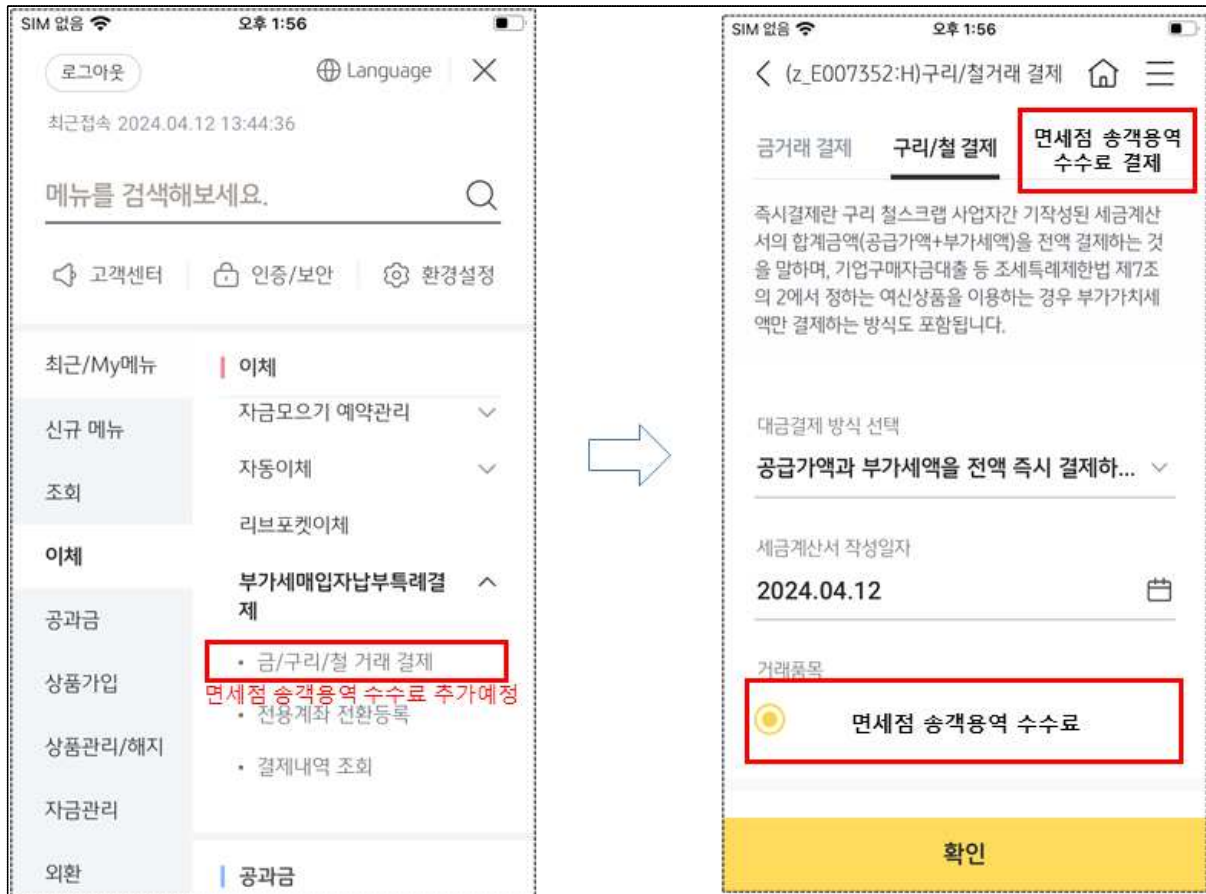 SIM 없음 오후 1:56
로그아웃 Language
최근접속 2024.04.12 13:44:36
메뉴를 검색해보세요.
고객센터 인증/보안 환경설정
최근/My메뉴
신규 메뉴
조회
이체
공과금
상품가입
상품관리/해지
자금관리
외환
이체
자금모으기 예약관리
자동이체
리브포켓이체
부가세매입자납부특례결
제
• 금/구리/철 거래 결제
면세점 송객용역 수수료 추가예정
• 전용계좌 전환등록
• 결제내역 조회
공과금
SIM 없음 오후 1:56
(z_E007352:H)구리/철거래 결제
금거래 결제 구리/철 결제
면세점 송객용역
수수료 결제
즉시결제란 구리 철스크랩 사업자간 기작성된 세금계산
서의 합계금액(공급가액+부가세액)을 전액 결제하는 것
을 말하며, 기업구매자금대출 등 조세특례제한법 제7조
의 2에서 정하는 여신상품을 이용하는 경우 부가가치세
액만 결제하는 방식도 포함됩니다.
대금결제 방식 선택
공급가액과 부가세액을 전액 즉시 결제하...
세금계산서 작성일자
2024.04.12
거래품목
면세점 송객용역 수수료
확인